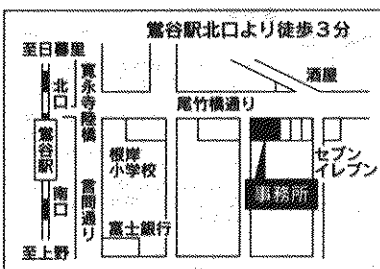 鶯谷駅北口より徒歩3分
至日暮里
北口
鶯谷駅
南口
至上野
寛永寺陸橋
言問通り
尾竹橋通り
酒屋
根岸
小学校
富士銀行
セブン
イレブン
事務所